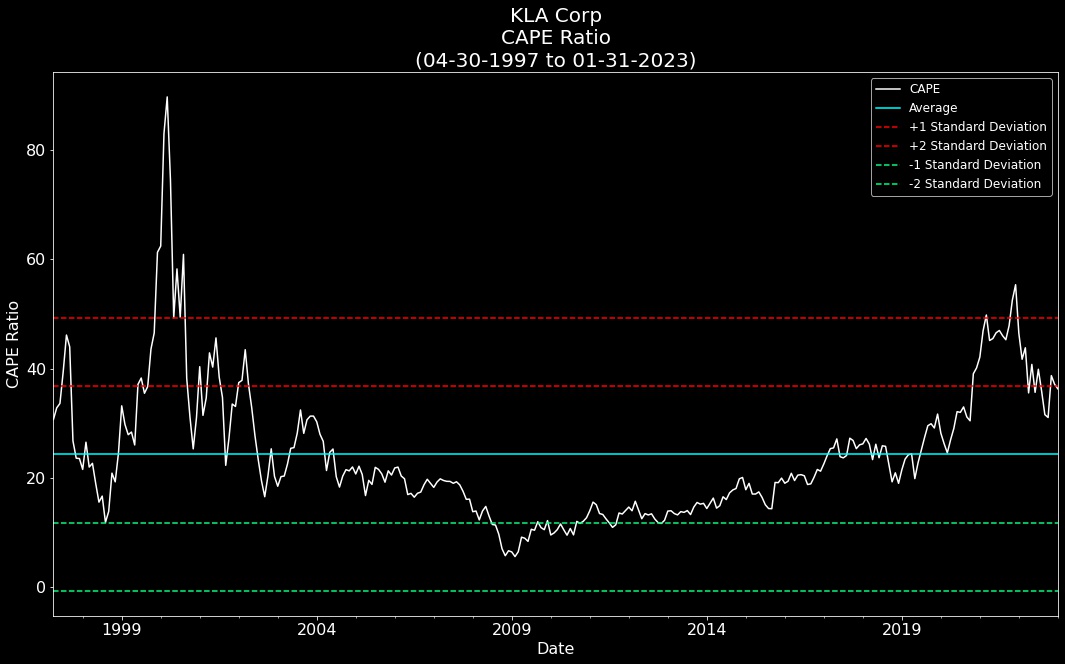 KLA Corp
CAPE Ratio
(04-30-1997 to 01-31-2023)
CAPE
Average
+1 Standard Deviation
+2 Standard Deviation
-1 Standard Deviation
-2 Standard Deviation
CAPE Ratio
80
60
40
20
0
1999
2004
2009
2014
2019
Date